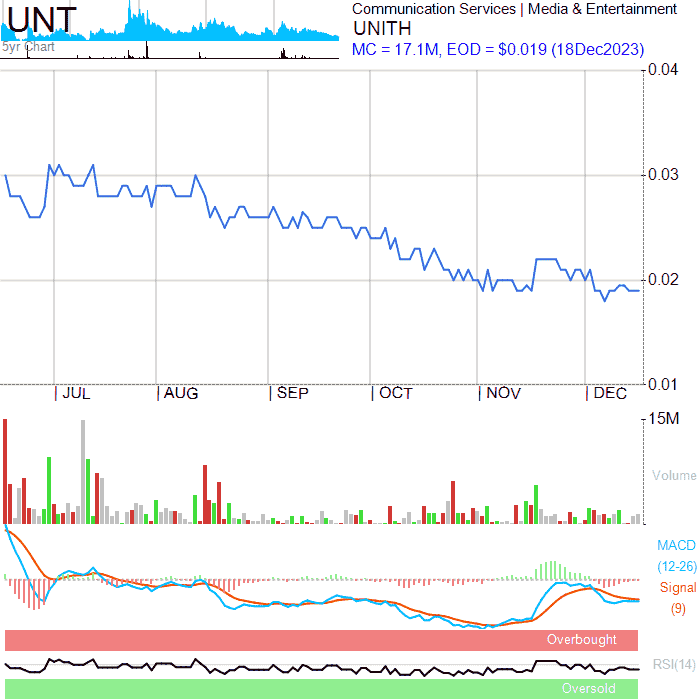 UNT
5yr Chart
Communication Services | Media & Entertainment
UNITH
MC = 17.1M, EOD = $0.019 (18Dec2023)
0.04
0.03
0.02
0.01
JUL AUG SEP OCT NOV DEC
15M
Volume
MACD
(12-26)
Signal
(9)
Overbought
RSI(14)
Oversold